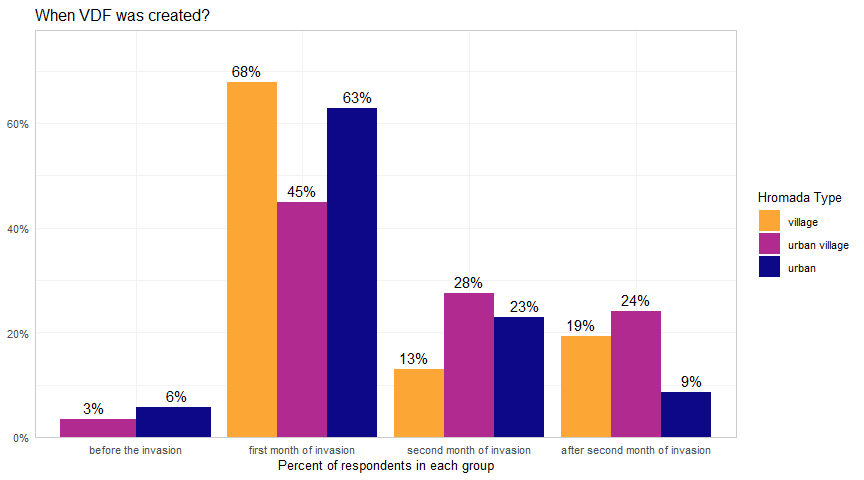 When VDF was created?
68%
63%
60%
45%
Hromada Type
village
urban village
urban
40%
28%
24%
23%
19%
20%
13%
9%
6%
3%
0%
before the invasion
first month of invasion
second month of invasion
after second month of invasion
Percent of respondents in each group